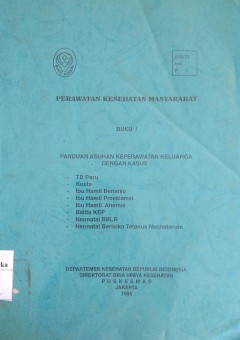 PERAWATAN KESEHATAN MASYARAKAT
BUKU I
PANDUAN ASUHAN KEPERAWATAN KELUARGA
DENGAN KASUS
- TB Paru
- Kusta
- Ibu Hamil Berisiko
- Ibu Hamil Preeklamsi
- Ibu Hamil Anemia
- Balita KEP
- Neonatal BBLR
- Neonatal Berisiko Tetanus Neonatorum
DEPARTEMEN KESEHATAN REPUBLIK INDONESIA
DIREKTORAT BINA UPAYA KESEHATAN
PUSKESMAS
JAKARTA